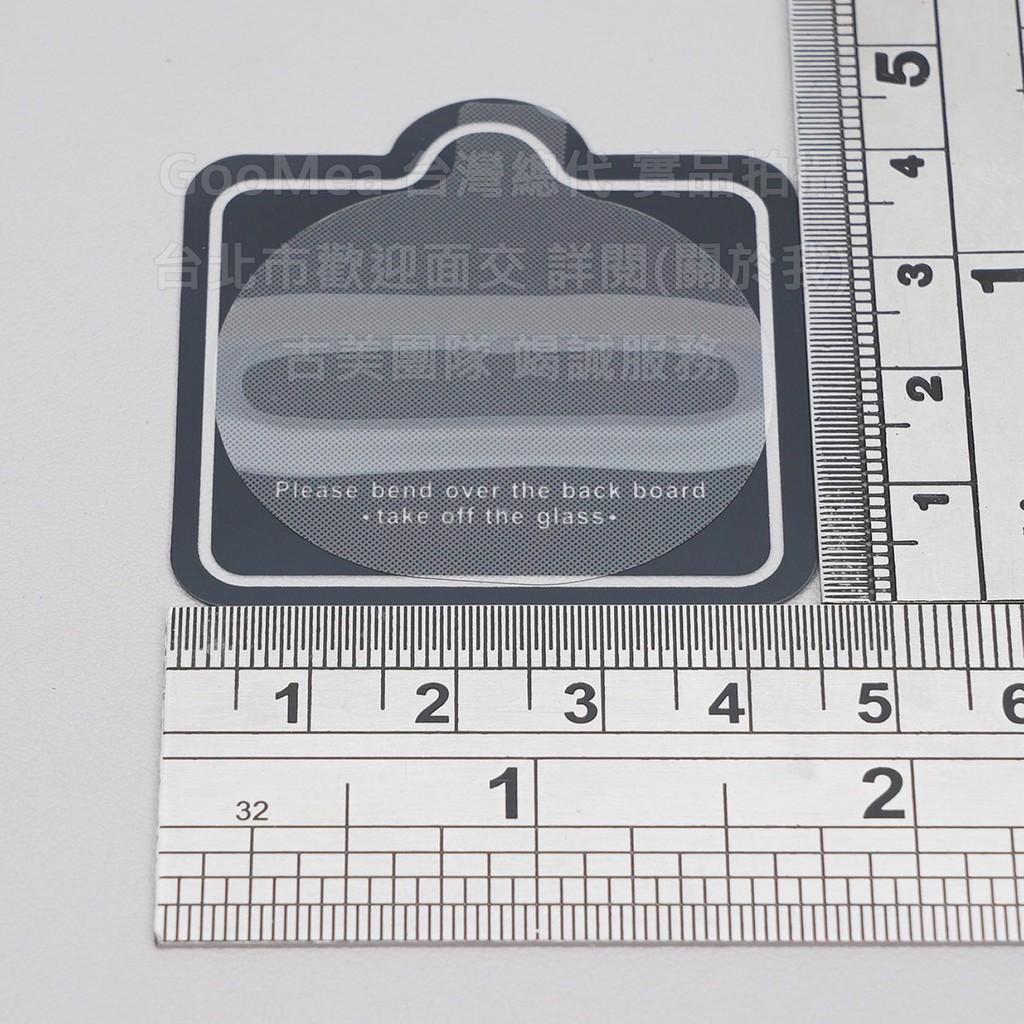 GooMea 台灣總代 實品拍攝
台北市歡迎面交 詳閱(關於我)
古美團隊 竭誠服務
Please bend over the back board
•take off the glass•
5
4
3
2
1
1
1 2 3 4 5 6
1 2
32